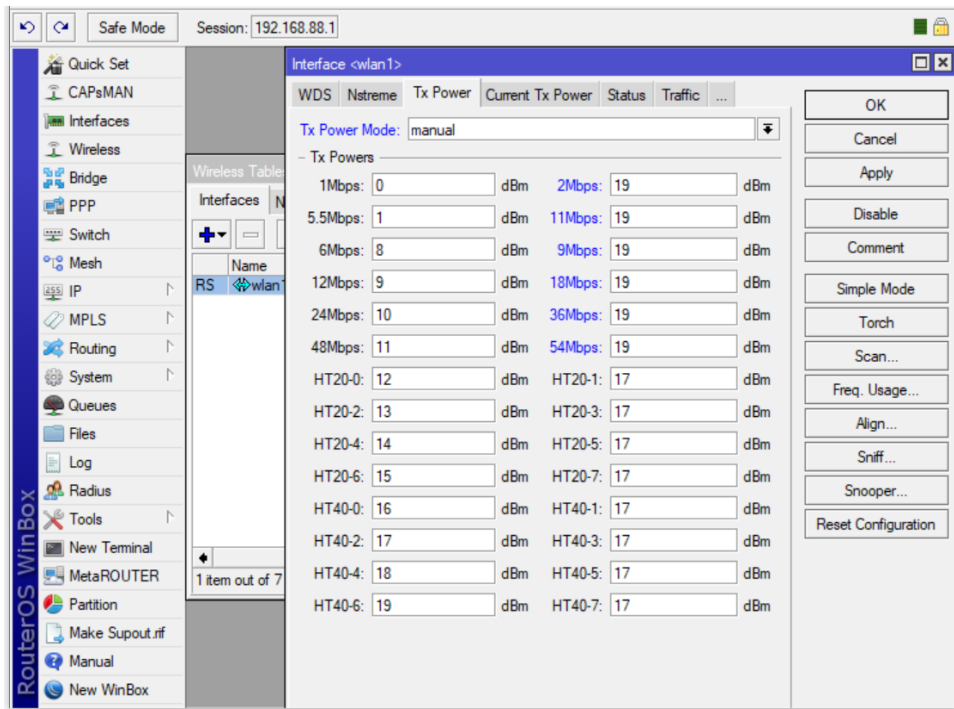 Safe Mode Session: 192.168.88.1
RouterOS WinBox
Quick Set
CAPsMAN
Interfaces
Wireless
Bridge
PPP
Switch
Mesh
255 IP
MPLS
Routing
System
Queues
Files
Log
Radius
Tools
New Terminal
MetaROUTER
Partition
Make Supout.rif
Manual
New WinBox
Wireless Table
Interfaces N
Name
RS wlan1
1 item out of 7
Interface <wlan1>
WDS Nstreme Tx Power Current Tx Power Status Traffic ...
Tx Power Mode: manual
Tx Powers
1Mbps: 0 dBm 2Mbps: 19 dBm
5.5Mbps: 1 dBm 11Mbps: 19 dBm
6Mbps: 8 dBm 9Mbps: 19 dBm
12Mbps: 9 dBm 18Mbps: 19 dBm
24Mbps: 10 dBm 36Mbps: 19 dBm
48Mbps: 11 dBm 54Mbps: 19 dBm
HT20-0: 12 dBm HT20-1: 17 dBm
HT20-2: 13 dBm HT20-3: 17 dBm
HT20-4: 14 dBm HT20-5: 17 dBm
HT20-6: 15 dBm HT20-7: 17 dBm
HT40-0: 16 dBm HT40-1: 17 dBm
HT40-2: 17 dBm HT40-3: 17 dBm
HT40-4: 18 dBm HT40-5: 17 dBm
HT40-6: 19 dBm HT40-7: 17 dBm
OK
Cancel
Apply
Disable
Comment
Simple Mode
Torch
Scan...
Freq. Usage...
Align...
Sniff...
Snooper...
Reset Configuration